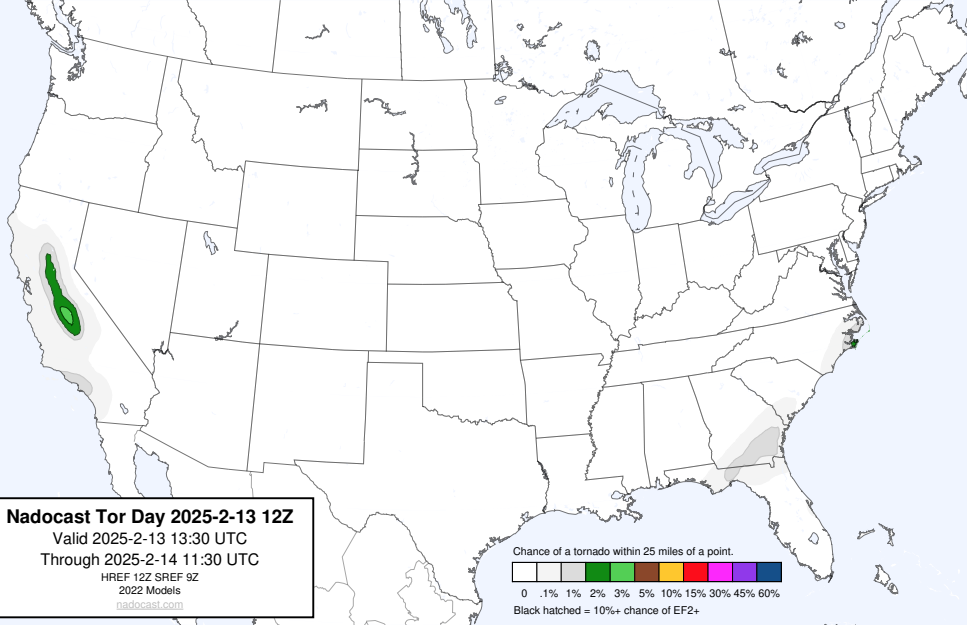 Nadocast Tor Day 2025-2-13 12Z
Valid 2025-2-13 13:30 UTC
Through 2025-2-14 11:30 UTC
HREF 12Z SREF 9Z
2022 Models
nadocast.com
Chance of a tornado within 25 miles of a point.
0 .1% 1% 2% 3% 5% 10% 15% 30% 45% 60%
Black hatched = 10%+ chance of EF2+